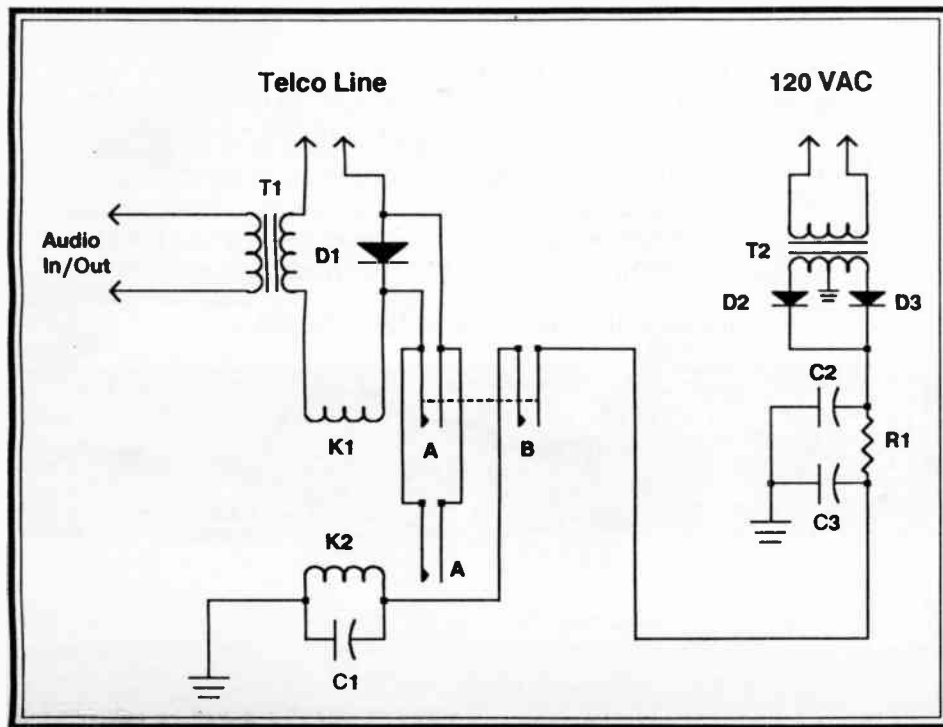 Telco Line
120 VAC
T1
Audio
In/Out
D1
T2
D2
D3
C2
R1
K1
A
B
C3
K2
A
C1